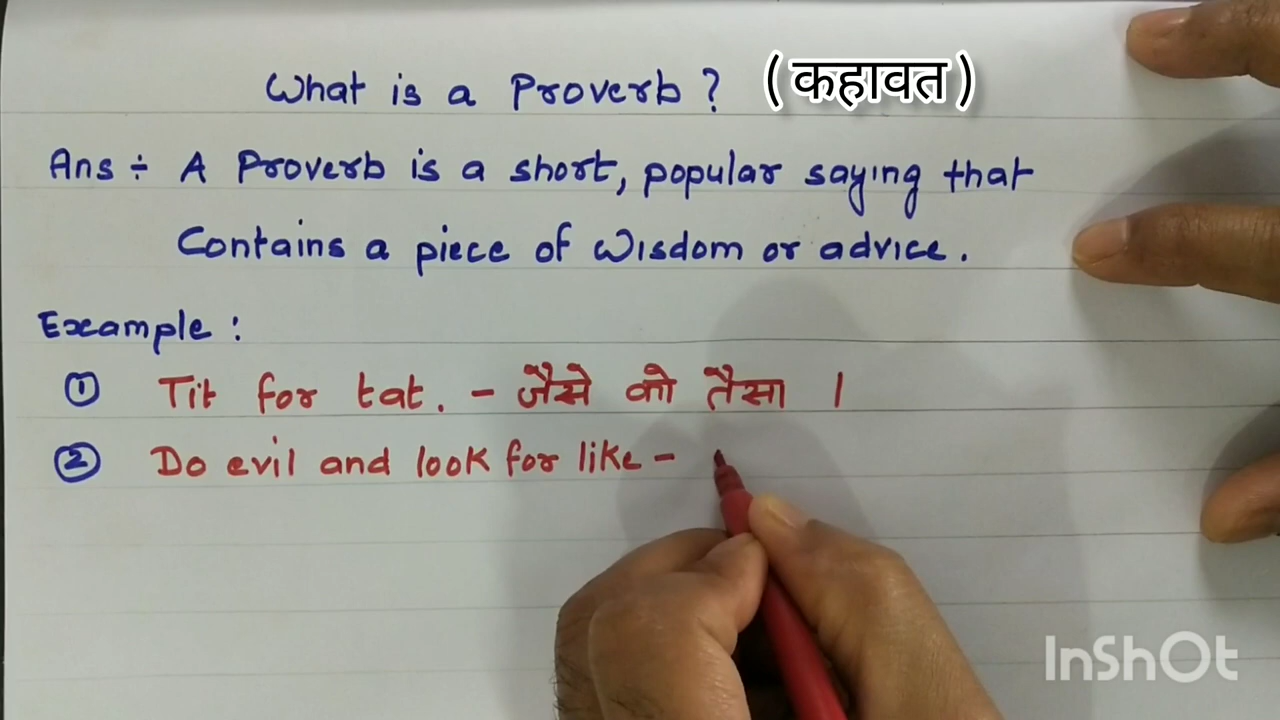 What is a Proverb? (कहावत)
Ans ÷ A Proverb is a short, popular saying that
Contains a piece of Wisdom or advice.
Example :
① Tit for tat. - जैसे को तैसा ।
② Do evil and look for like -
InShOt